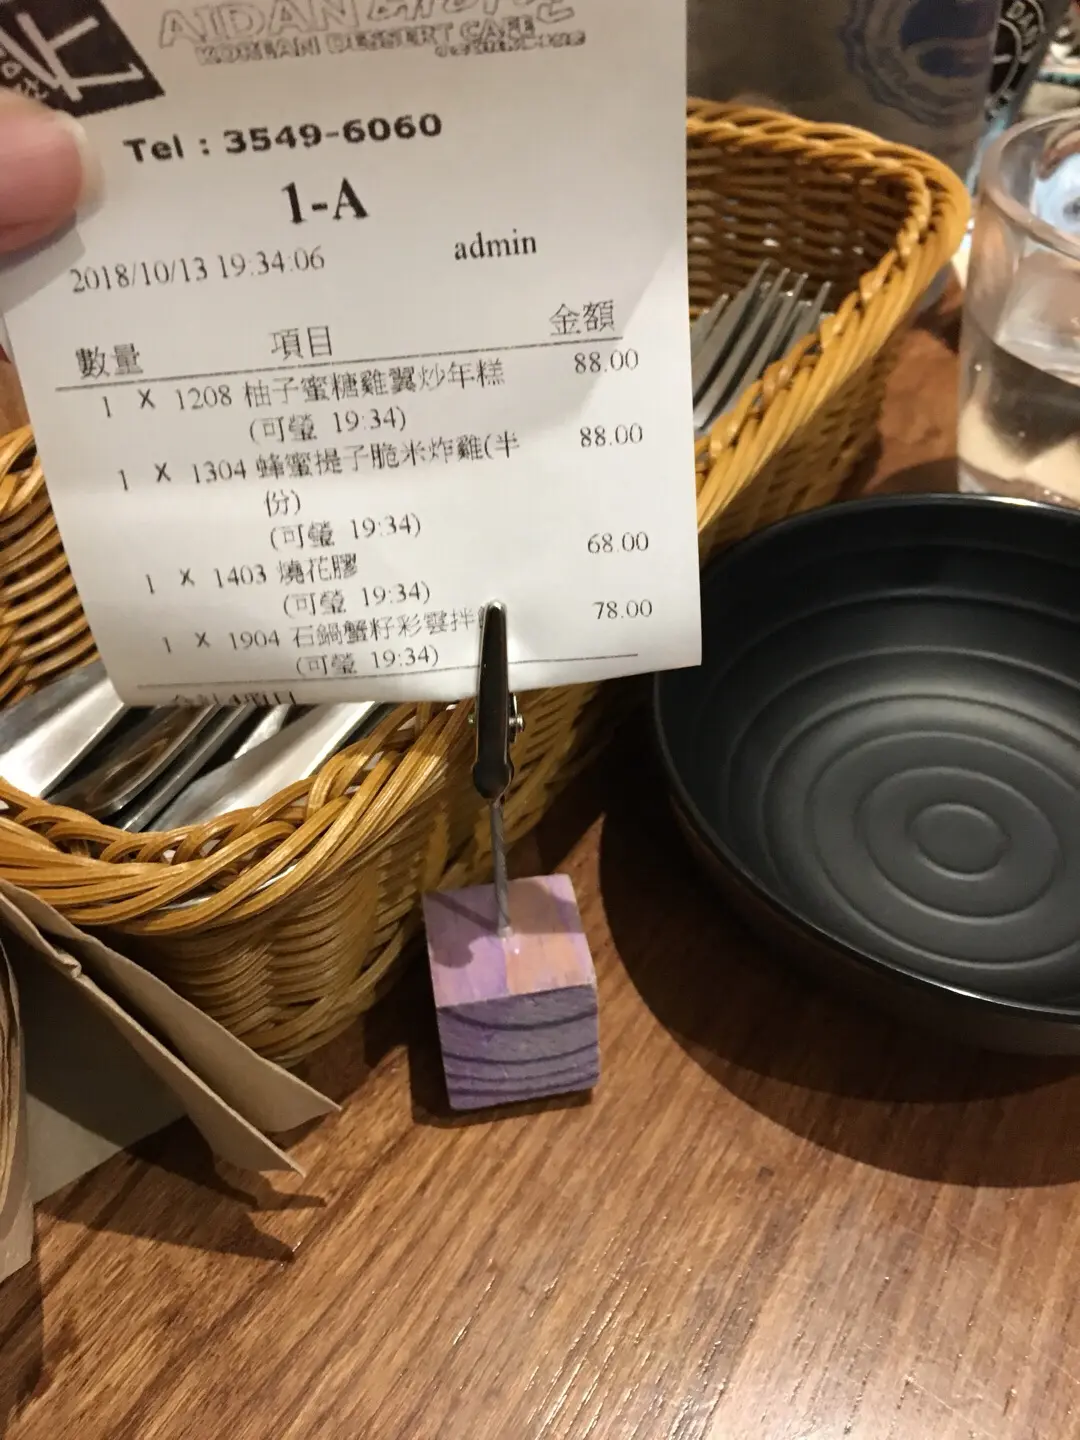 AIDAN
KOREAN DESSERT CAFE
Tel : 3549-6060
1-A
2018/10/13 19:34:06 admin
數量 項目 金額
1 X 1208 柚子蜜糖雞翼炒年糕 88.00
(可瑩 19:34)
1 X 1304 蜂蜜提子脆米炸雞(半 88.00
份)
(可瑩 19:34)
1 X 1403 燒花膠 68.00
(可瑩 19:34)
1 X 1904 石鍋蟹籽彩雲拌 78.00
(可瑩 19:34)